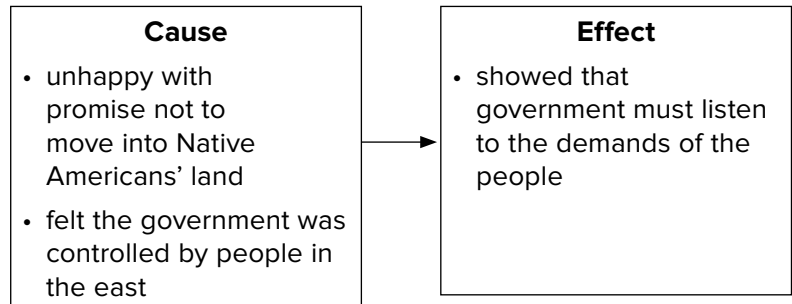 Cause
• unhappy with
promise not to
move into Native
Americans’ land
• felt the government was
controlled by people in
the east
Effect
• showed that
government must listen
to the demands of the
people